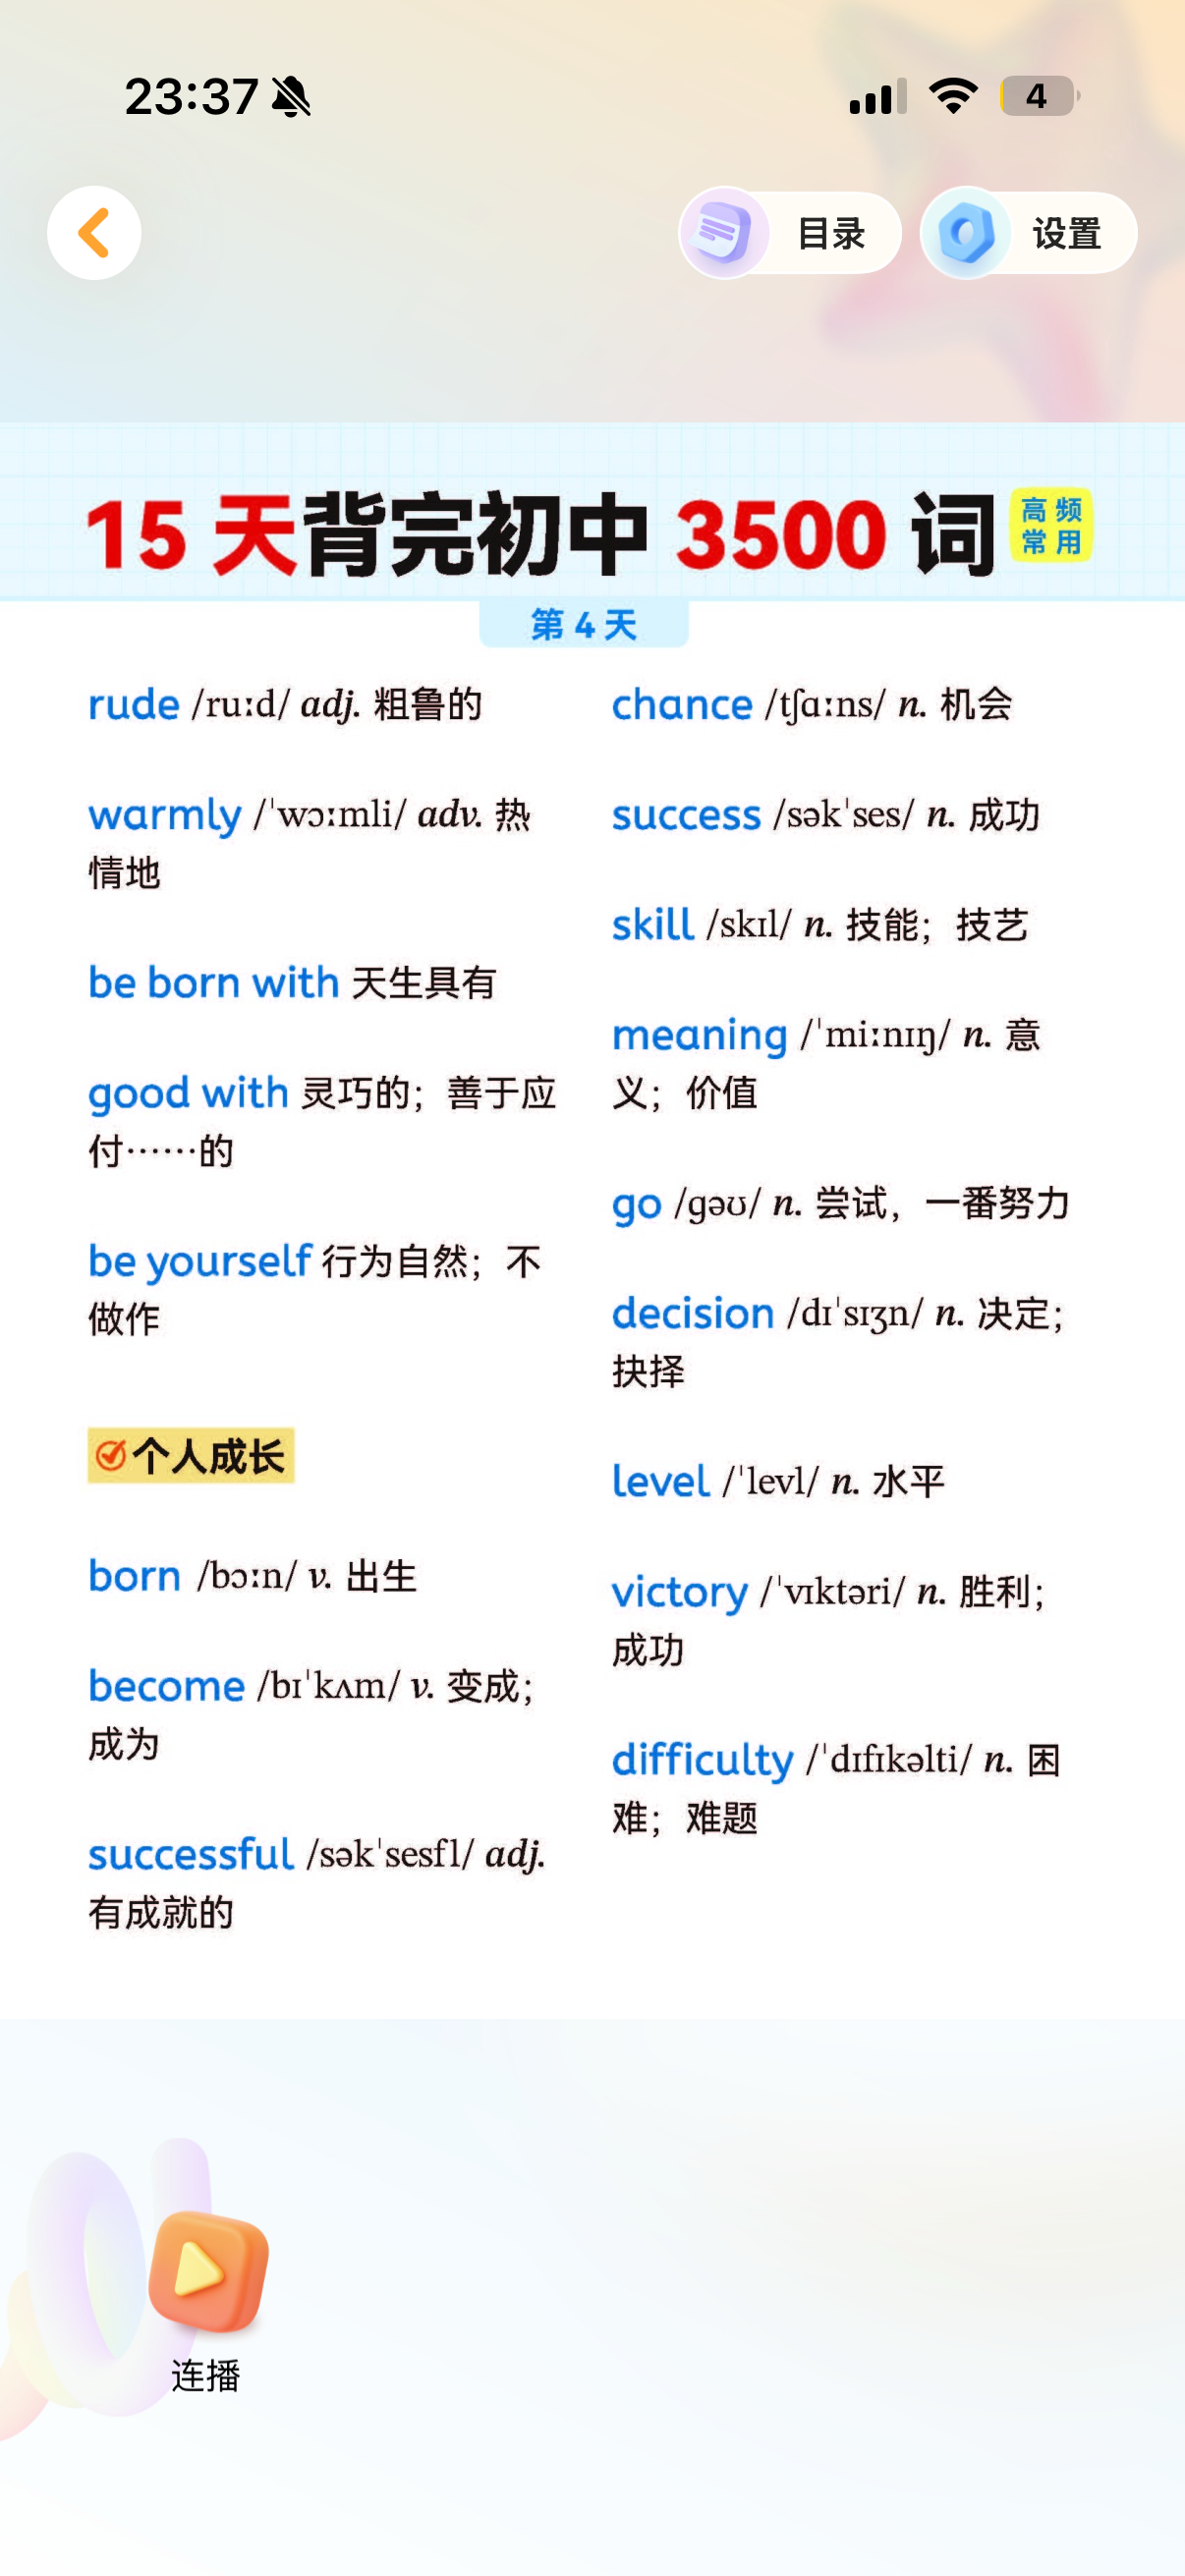 23:37
4
目录
设置
15 天背完初中 3500 词
高频
常用
第 4 天
rude /ruːd/ adj. 粗鲁的
warmly /ˈwɔːmli/ adv. 热
情地
be born with 天生具有
good with 灵巧的；善于应
付……的
be yourself 行为自然；不
做作
个人成长
born /bɔːn/ v. 出生
become /bɪˈkʌm/ v. 变成；
成为
successful /səkˈsesfl/ adj.
有成就的
chance /tʃɑːns/ n. 机会
success /səkˈses/ n. 成功
skill /skɪl/ n. 技能；技艺
meaning /ˈmiːnɪŋ/ n. 意
义；价值
go /ɡəʊ/ n. 尝试，一番努力
decision /dɪˈsɪʒn/ n. 决定；
抉择
level /ˈlevl/ n. 水平
victory /ˈvɪktəri/ n. 胜利；
成功
difficulty /ˈdɪfɪkəlti/ n. 困
难；难题
连播